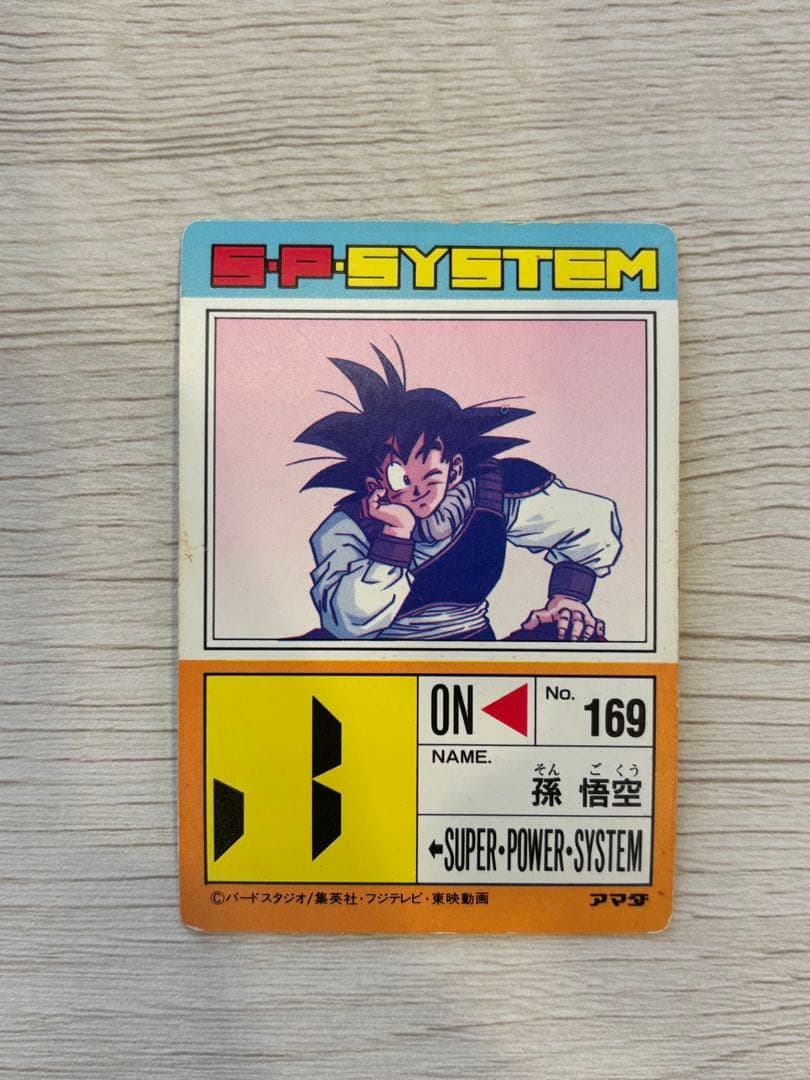 S·P·SYSTEM
ON
No. 169
NAME.
そん ご くう
孫 悟空
←SUPER·POWER·SYSTEM
©バードスタジオ/集英社・フジテレビ・東映動画
アマダ